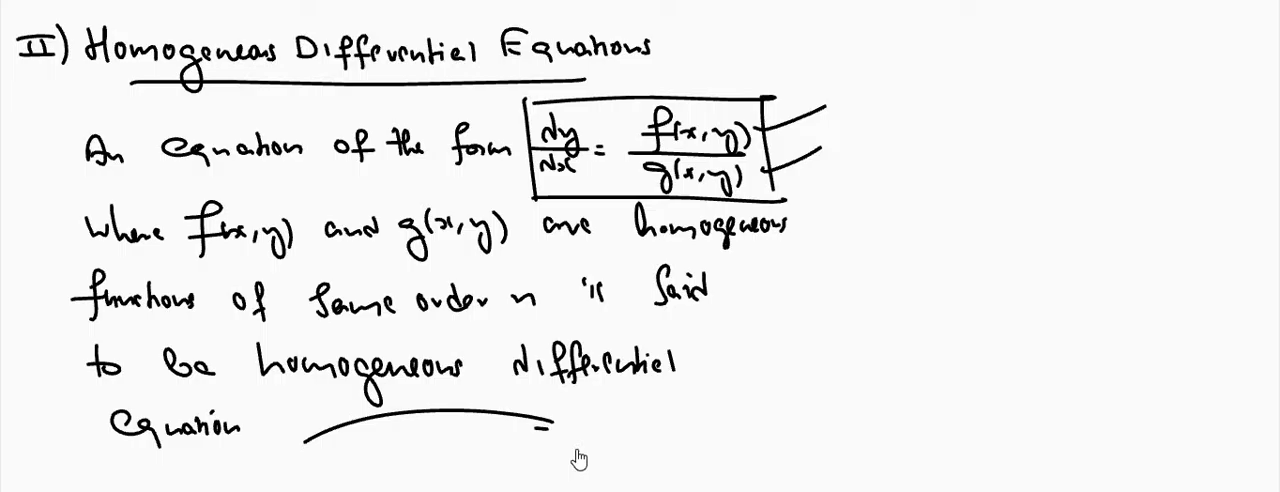 II) Homogeneous Differential Equations
An equation of the form dy/dx = f(x,y)/g(x,y)
where f(x,y) and g(x,y) are homogeneous
functions of same order n is said
to be homogeneous differential
equation